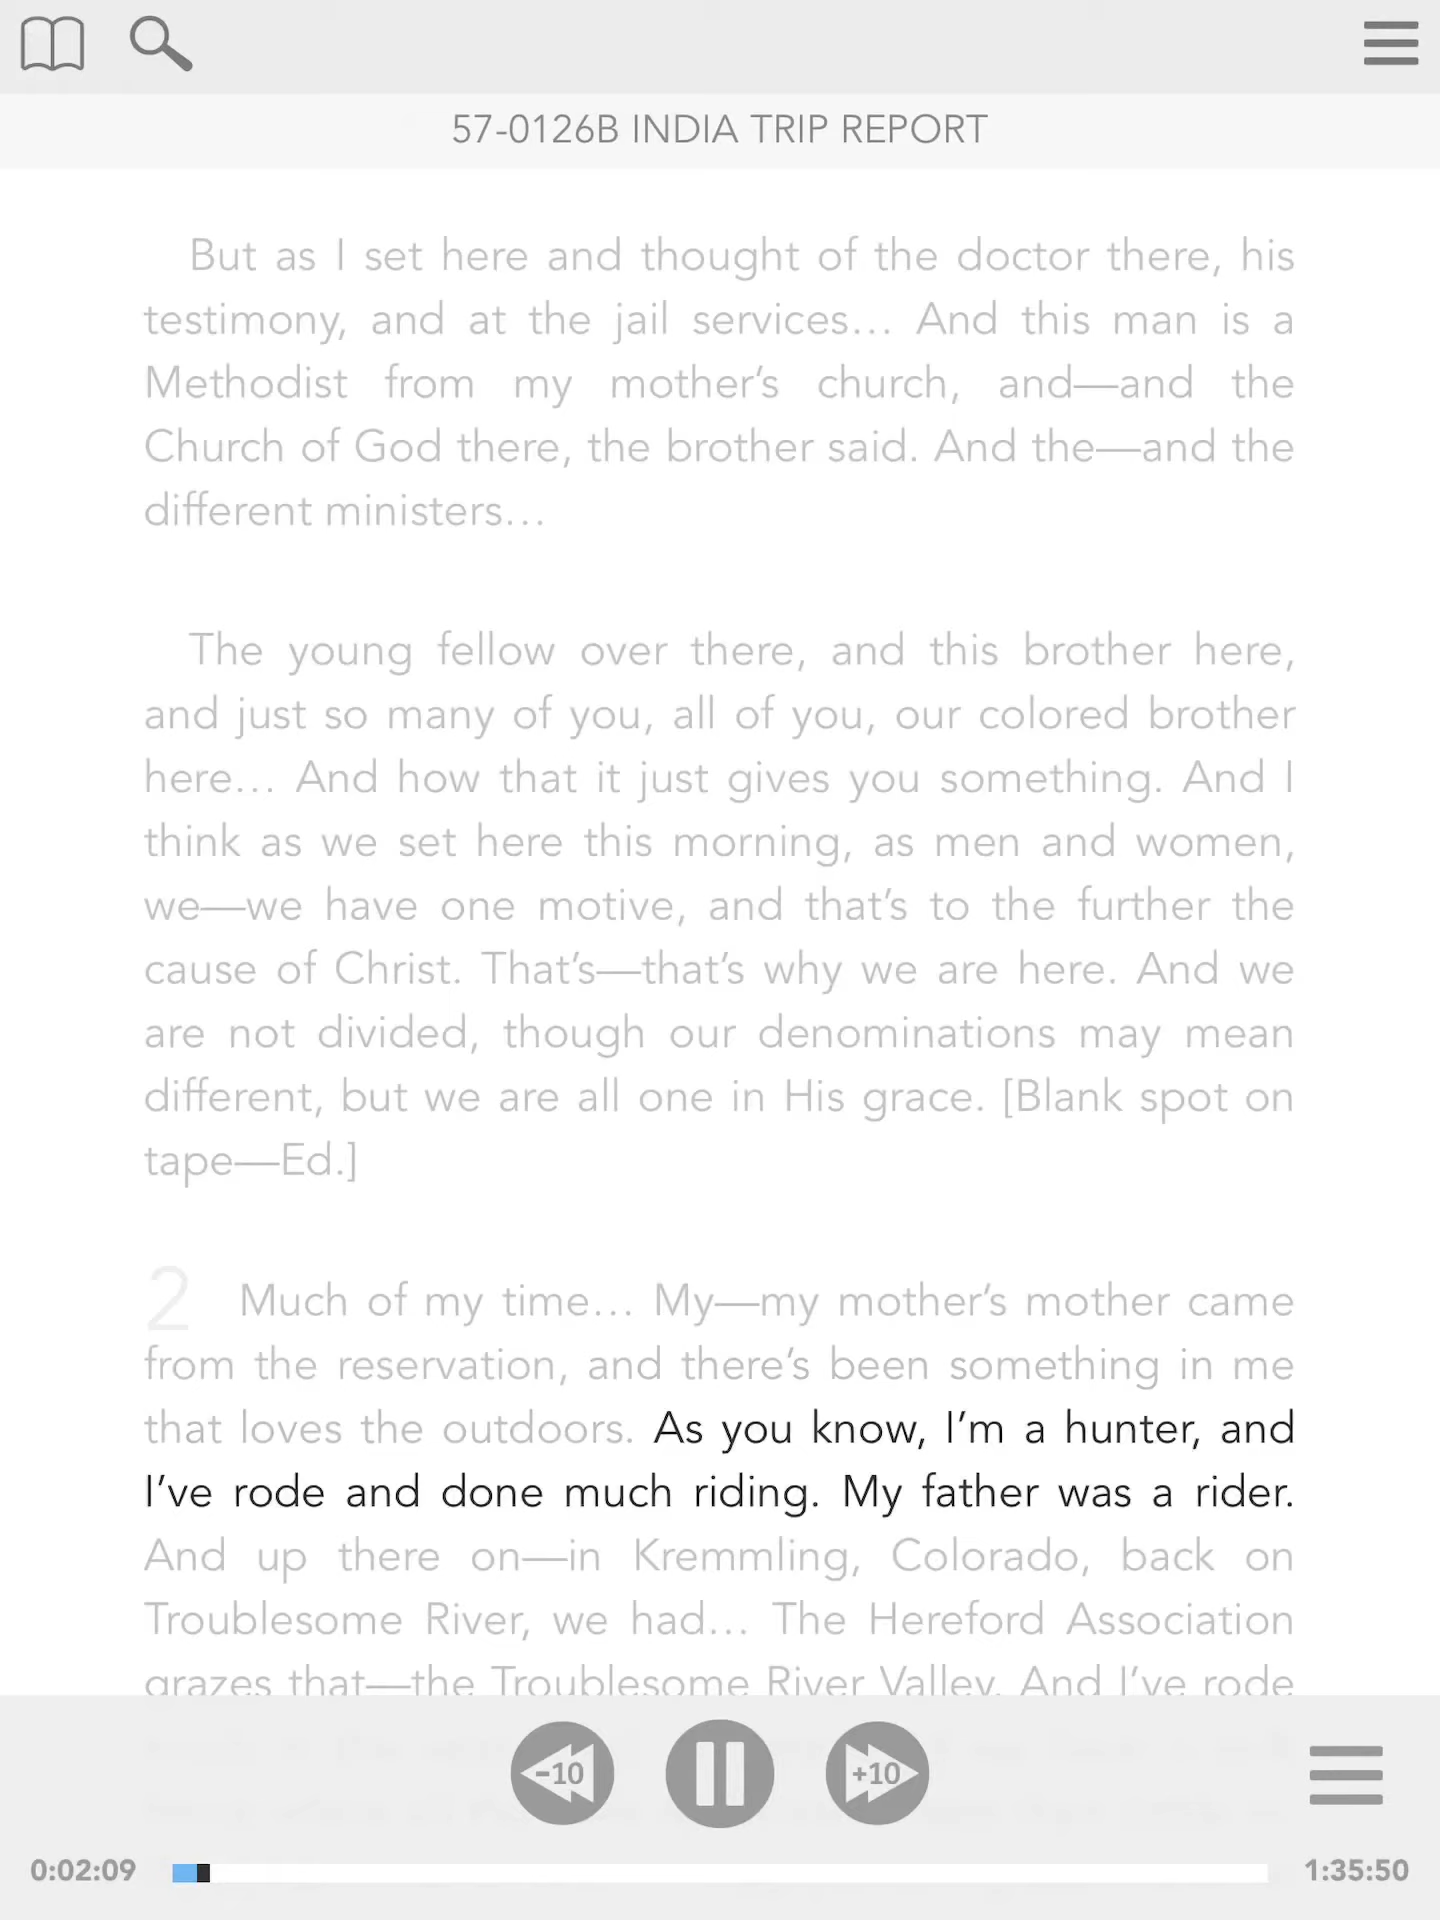 57-0126B INDIA TRIP REPORT
But as I set here and thought of the doctor there, his
testimony, and at the jail services… And this man is a
Methodist from my mother’s church, and—and the
Church of God there, the brother said. And the—and the
different ministers…
The young fellow over there, and this brother here,
and just so many of you, all of you, our colored brother
here… And how that it just gives you something. And I
think as we set here this morning, as men and women,
we—we have one motive, and that’s to the further the
cause of Christ. That’s—that’s why we are here. And we
are not divided, though our denominations may mean
different, but we are all one in His grace. [Blank spot on
tape—Ed.]
2 Much of my time… My—my mother’s mother came
from the reservation, and there’s been something in me
that loves the outdoors. As you know, I’m a hunter, and
I’ve rode and done much riding. My father was a rider.
And up there on—in Kremmling, Colorado, back on
Troublesome River, we had… The Hereford Association
grazes that—the Troublesome River Valley. And I’ve rode
-10 +10
0:02:09 1:35:50